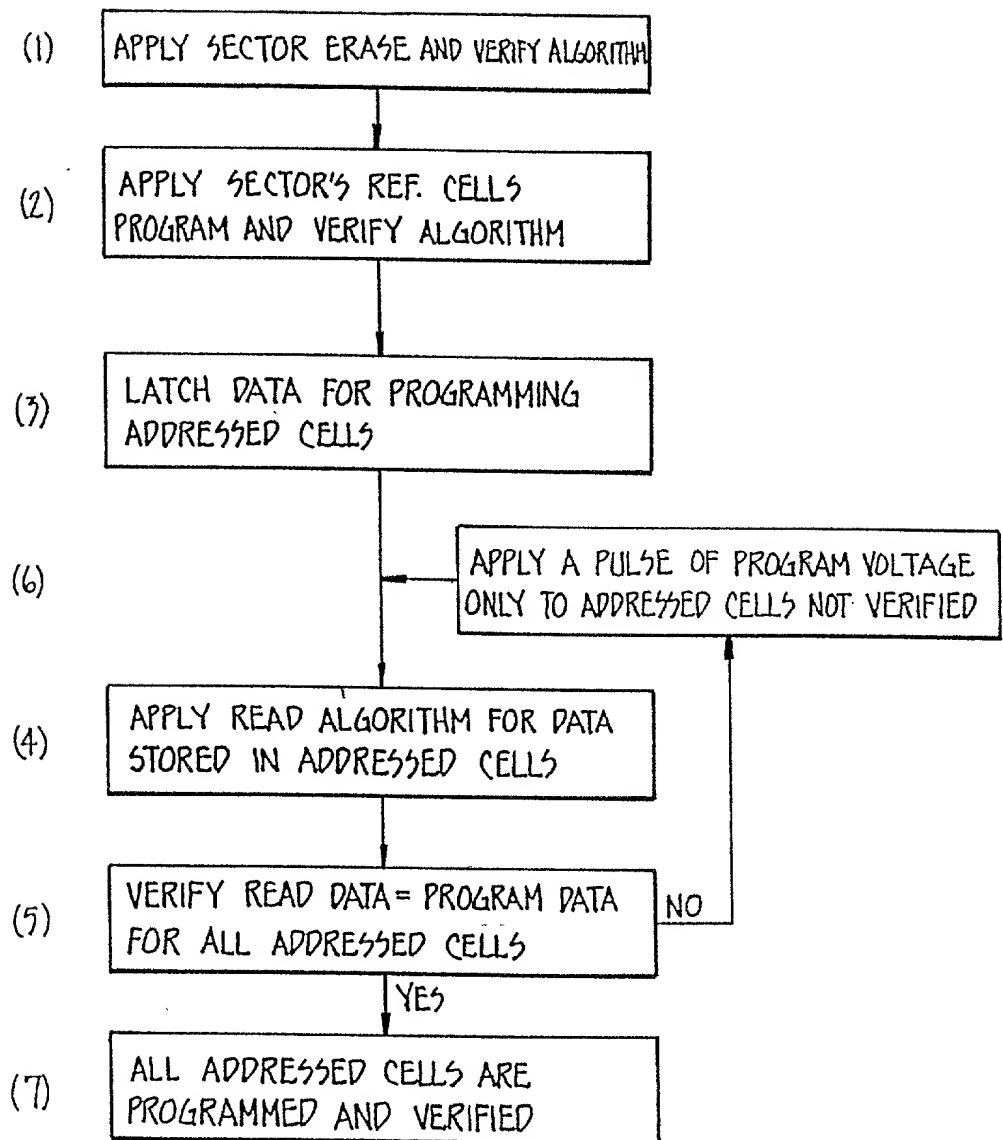 (1) APPLY SECTOR ERASE AND VERIFY ALGORITHM
(2) APPLY SECTOR'S REF. CELLS
PROGRAM AND VERIFY ALGORITHM
(3) LATCH DATA FOR PROGRAMMING
ADDRESSED CELLS
(6) APPLY A PULSE OF PROGRAM VOLTAGE
ONLY TO ADDRESSED CELLS NOT VERIFIED
(4) APPLY READ ALGORITHM FOR DATA
STORED IN ADDRESSED CELLS
(5) VERIFY READ DATA = PROGRAM DATA
FOR ALL ADDRESSED CELLS
NO
YES
(7) ALL ADDRESSED CELLS ARE
PROGRAMMED AND VERIFIED